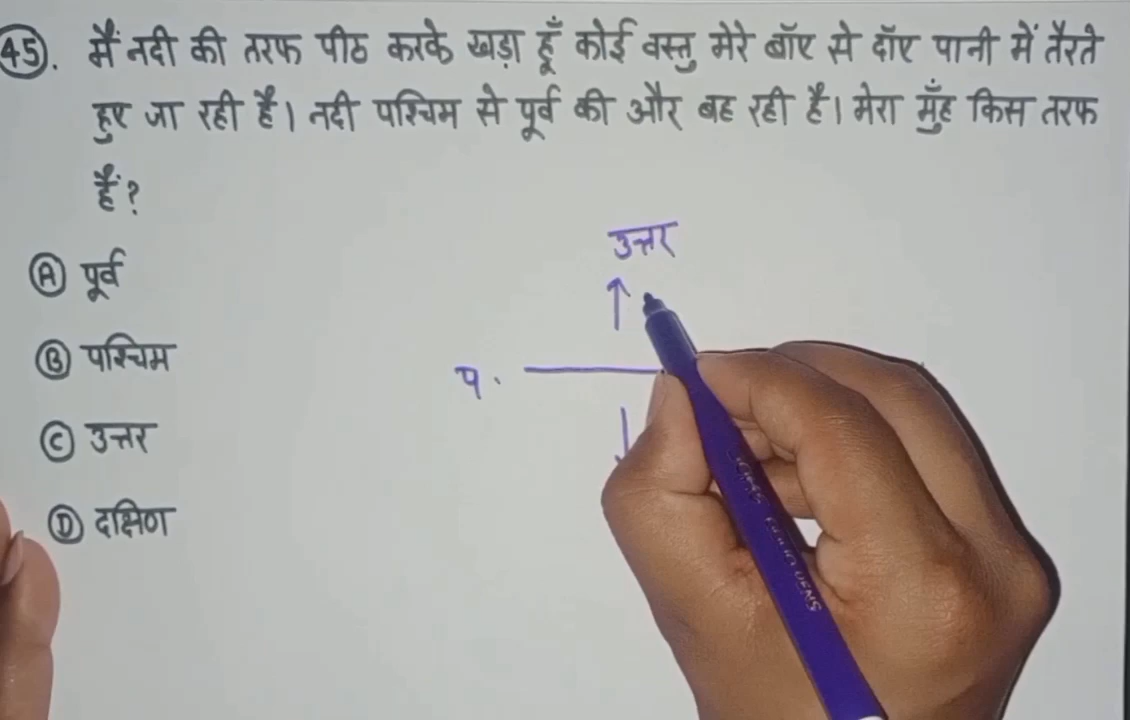 45. मैं नदी की तरफ पीठ करके खड़ा हूँ कोई वस्तु मेरे बॉए से दॉए पानी में तैरते
हुए जा रही है। नदी पश्चिम से पूर्व की और बह रही है। मेरा मुँह किस तरफ
हैं?
A पूर्व
B पश्चिम
C उत्तर
D दक्षिण
उत्तर
प.